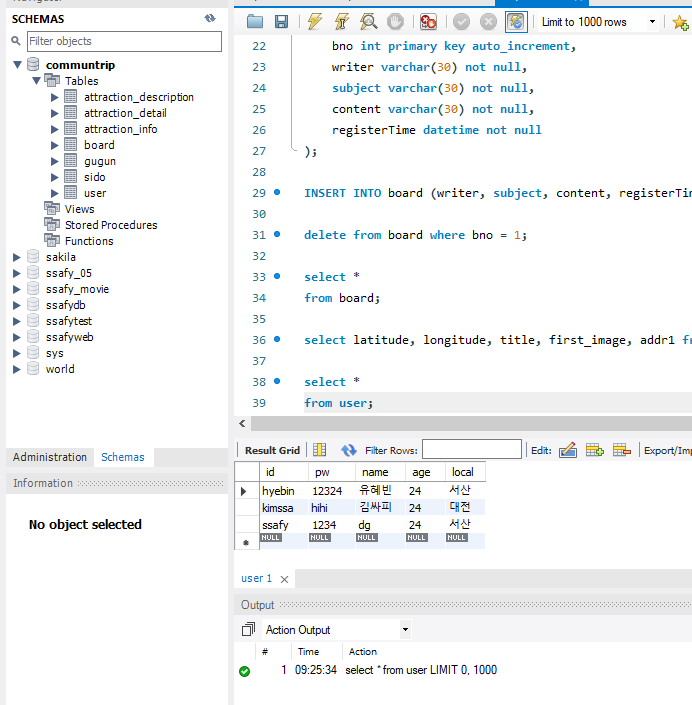 SCHEMAS
Filter objects
communtrip
Tables
attraction_description
attraction_detail
attraction_info
board
gugun
sido
user
Views
Stored Procedures
Functions
sakila
ssafy_05
ssafy_movie
ssafydb
ssafytest
ssafyweb
sys
world
Administration Schemas
Information
No object selected
Limit to 1000 rows
22 bno int primary key auto_increment,
23 writer varchar(30) not null,
24 subject varchar(30) not null,
25 content varchar(30) not null,
26 registerTime datetime not null
27 );
28
29 INSERT INTO board (writer, subject, content, registerTim
30
31 delete from board where bno = 1;
32
33 select *
34 from board;
35
36 select latitude, longitude, title, first_image, addr1 f
37
38 select *
39 from user;
Result Grid Filter Rows: Edit: Export/Im
id pw name age local
hyebin 12324 유혜빈 24 서산
kimssa hihi 김싸피 24 대전
ssafy 1234 dg 24 서산
NULL NULL NULL NULL NULL
user 1
Output
Action Output
# Time Action
1 09:25:34 select * from user LIMIT 0, 1000